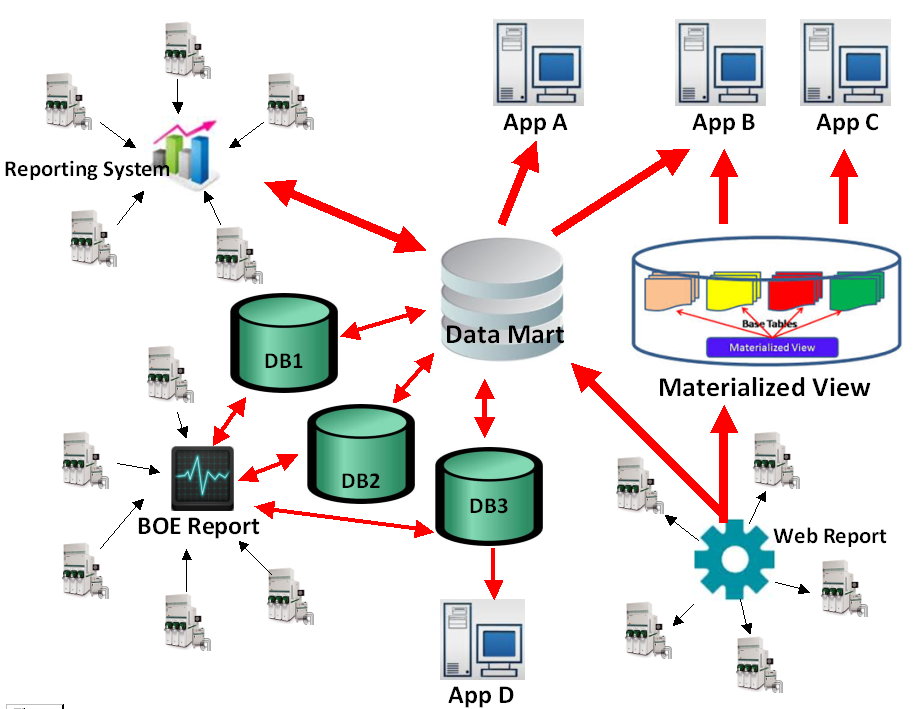 App A
App B
App C
Reporting System
Base Tables
Materialized View
Data Mart
DB1
Materialized View
DB2
DB3
BOE Report
Web Report
App D